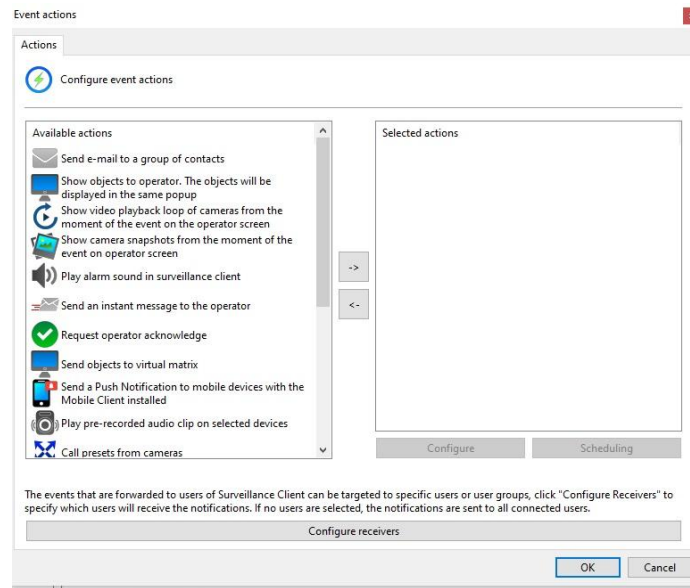 Event actions
Actions
Configure event actions
Available actions
Send e-mail to a group of contacts
Show objects to operator. The objects will be
displayed in the same popup
Show video playback loop of cameras from the
moment of the event on the operator screen
Show camera snapshots from the moment of the
event on operator screen
Play alarm sound in surveillance client
Send an instant message to the operator
Request operator acknowledge
Send objects to virtual matrix
Send a Push Notification to mobile devices with the
Mobile Client installed
Play pre-recorded audio clip on selected devices
Call presets from cameras
->
<-
Selected actions
Configure
Scheduling
The events that are forwarded to users of Surveillance Client can be targeted to specific users or user groups, click "Configure Receivers" to
specify which users will receive the notifications. If no users are selected, the notifications are sent to all connected users.
Configure receivers
OK
Cancel